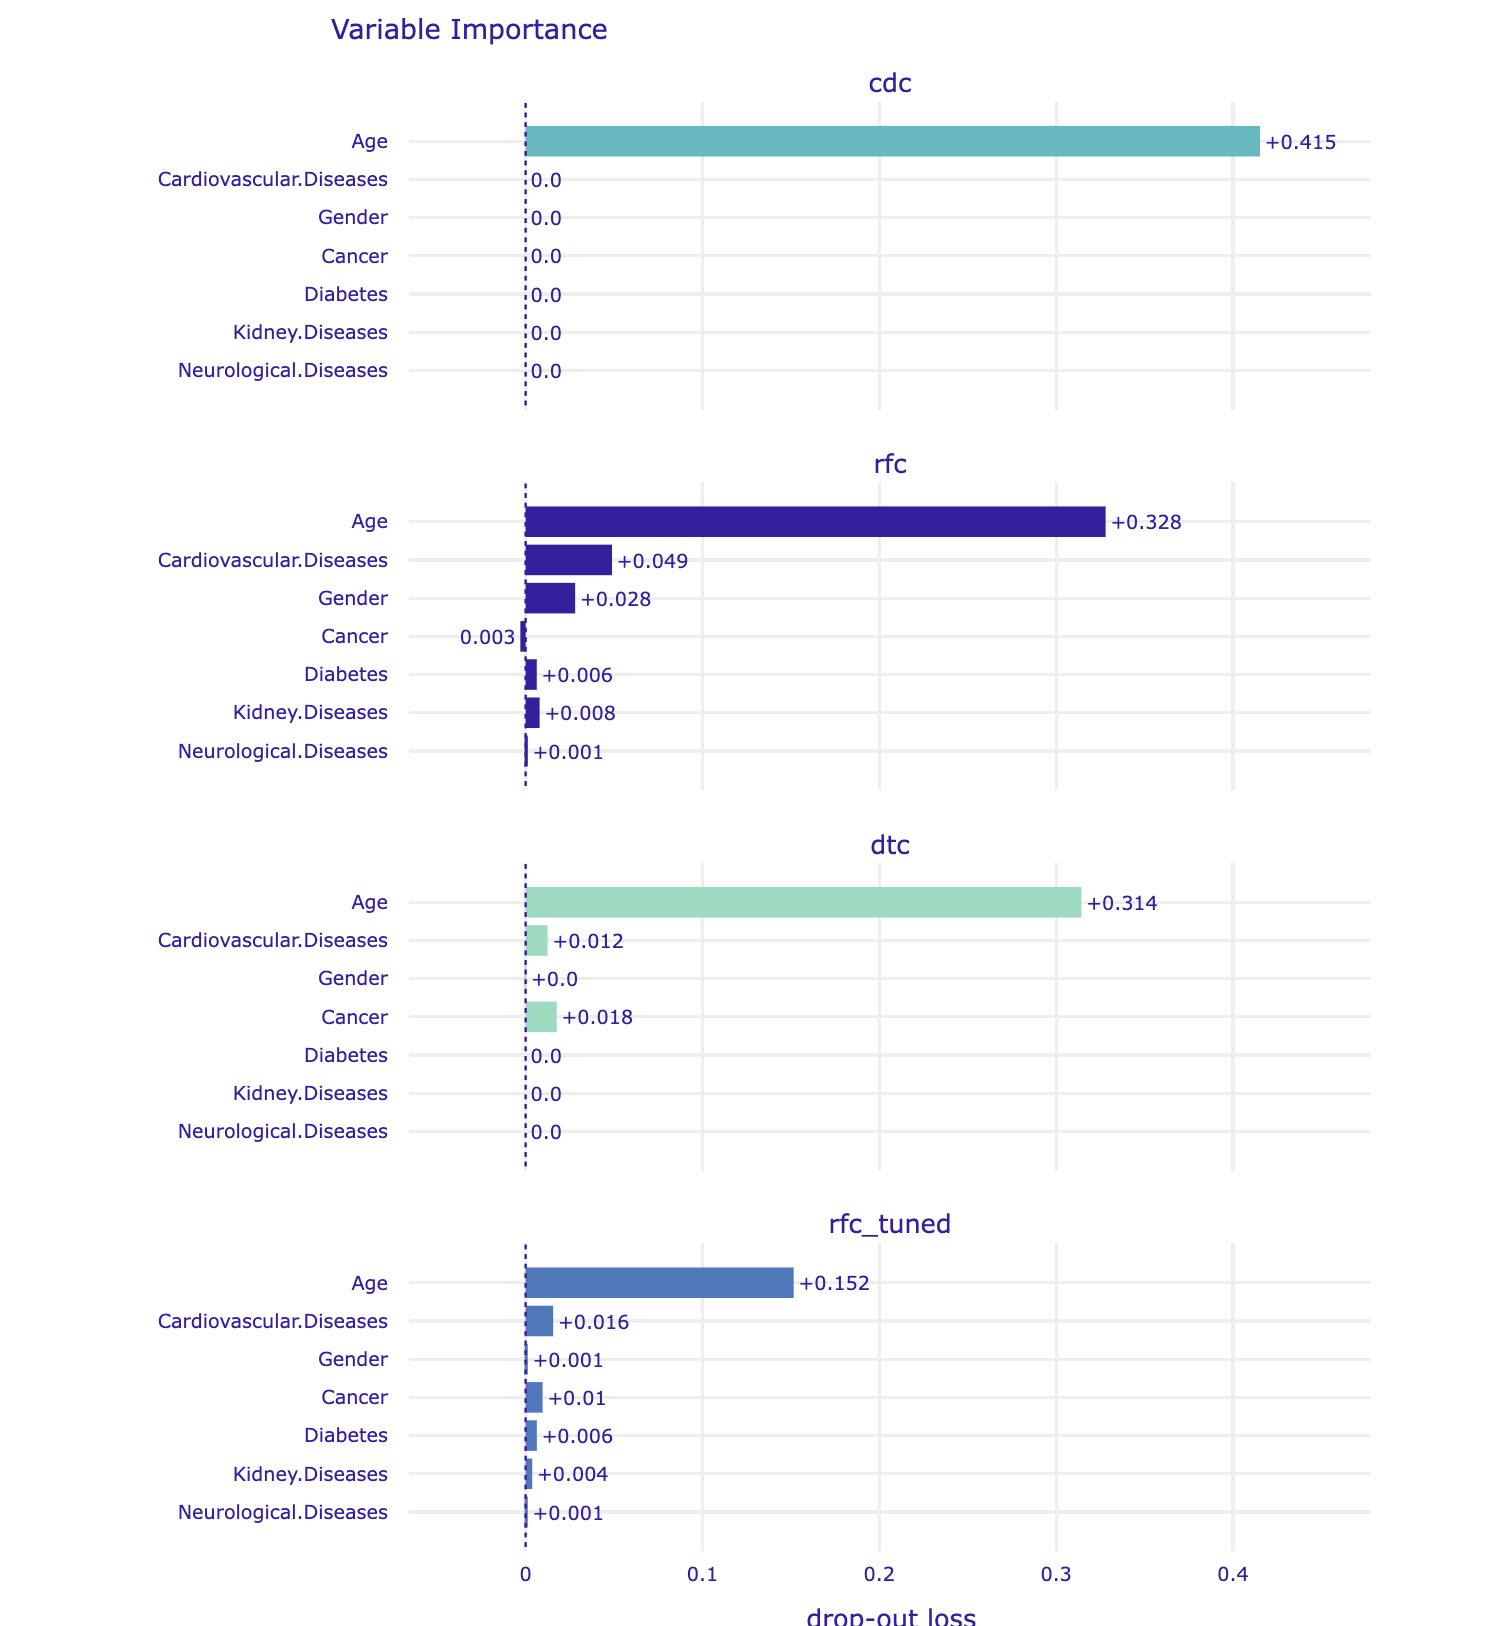 Variable Importance
cdc
Age +0.415
Cardiovascular.Diseases 0.0
Gender 0.0
Cancer 0.0
Diabetes 0.0
Kidney.Diseases 0.0
Neurological.Diseases 0.0
rfc
Age +0.328
Cardiovascular.Diseases +0.049
Gender +0.028
Cancer 0.003
Diabetes +0.006
Kidney.Diseases +0.008
Neurological.Diseases +0.001
dtc
Age +0.314
Cardiovascular.Diseases +0.012
Gender +0.0
Cancer +0.018
Diabetes 0.0
Kidney.Diseases 0.0
Neurological.Diseases 0.0
rfc_tuned
Age +0.152
Cardiovascular.Diseases +0.016
Gender +0.001
Cancer +0.01
Diabetes +0.006
Kidney.Diseases +0.004
Neurological.Diseases +0.001
0 0.1 0.2 0.3 0.4
drop-out loss